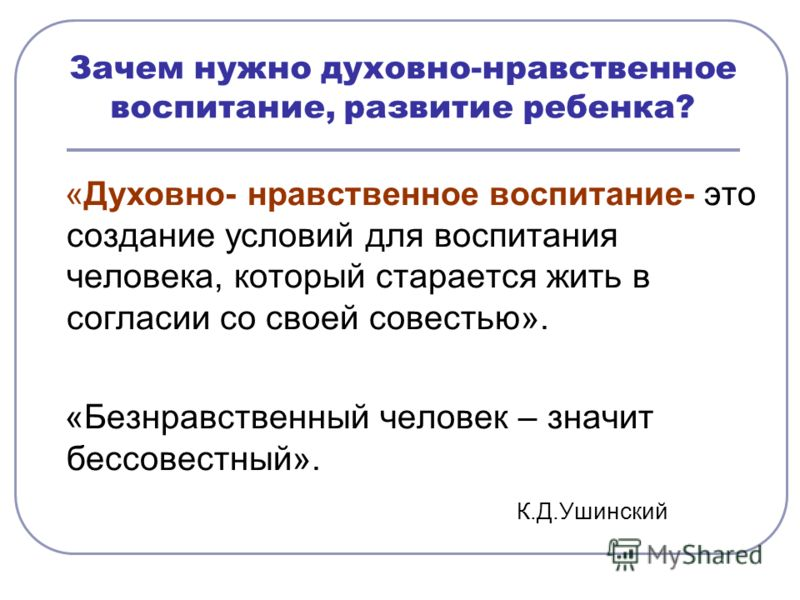 Зачем нужно духовно-нравственное
воспитание, развитие ребенка?
«Духовно- нравственное воспитание- это
создание условий для воспитания
человека, который старается жить в
согласии со своей совестью».
«Безнравственный человек – значит
бессовестный».
К.Д.Ушинский
MyShared